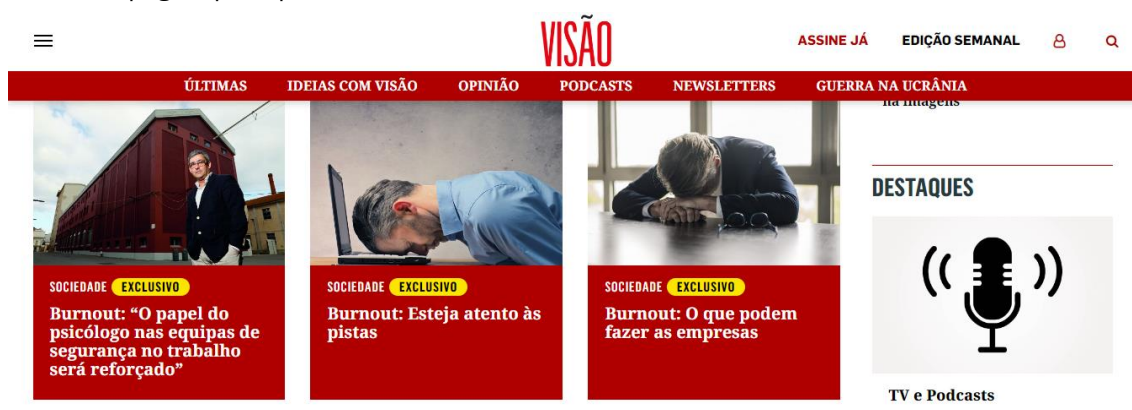 VISÃO
ASSINE JÁ
EDIÇÃO SEMANAL
ÚLTIMAS
IDEIAS COM VISÃO
OPINIÃO
PODCASTS
NEWSLETTERS
GUERRA NA UCRÂNIA
na imagens
SOCIEDADE EXCLUSIVO
Burnout: “O papel do
psicólogo nas equipas de
segurança no trabalho
será reforçado”
SOCIEDADE EXCLUSIVO
Burnout: Esteja atento às
pistas
SOCIEDADE EXCLUSIVO
Burnout: O que podem
fazer as empresas
DESTAQUES
TV e Podcasts